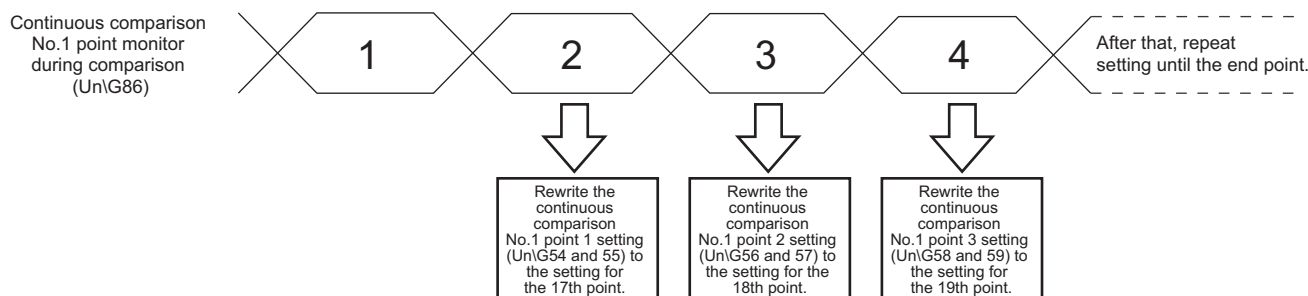 Continuous comparison
No.1 point monitor
during comparison
(Un\G86)
1
2
3
4
After that, repeat
setting until the end point.
Rewrite the
continuous
comparison
No.1 point 1 setting
(Un\G54 and 55) to
the setting for
the 17th point.
Rewrite the
continuous
comparison
No.1 point 2 setting
(Un\G56 and 57) to
the setting for the
18th point.
Rewrite the
continuous
comparison
No.1 point 3 setting
(Un\G58 and 59) to
the setting for
the 19th point.